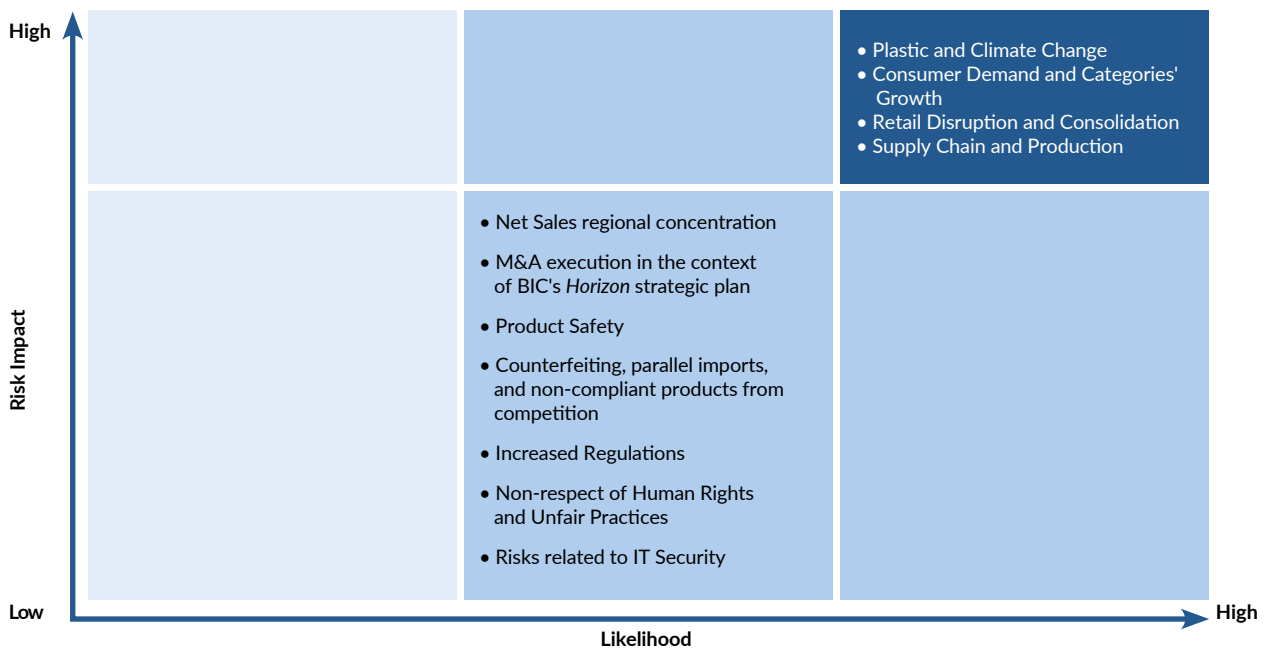 High
• Plastic and Climate Change
• Consumer Demand and Categories'
Growth
• Retail Disruption and Consolidation
• Supply Chain and Production
• Net Sales regional concentration
• M&A execution in the context
of BIC's Horizon strategic plan
• Product Safety
• Counterfeiting, parallel imports,
and non-compliant products from
competition
• Increased Regulations
• Non-respect of Human Rights
and Unfair Practices
• Risks related to IT Security
Risk Impact
Low
High
Likelihood